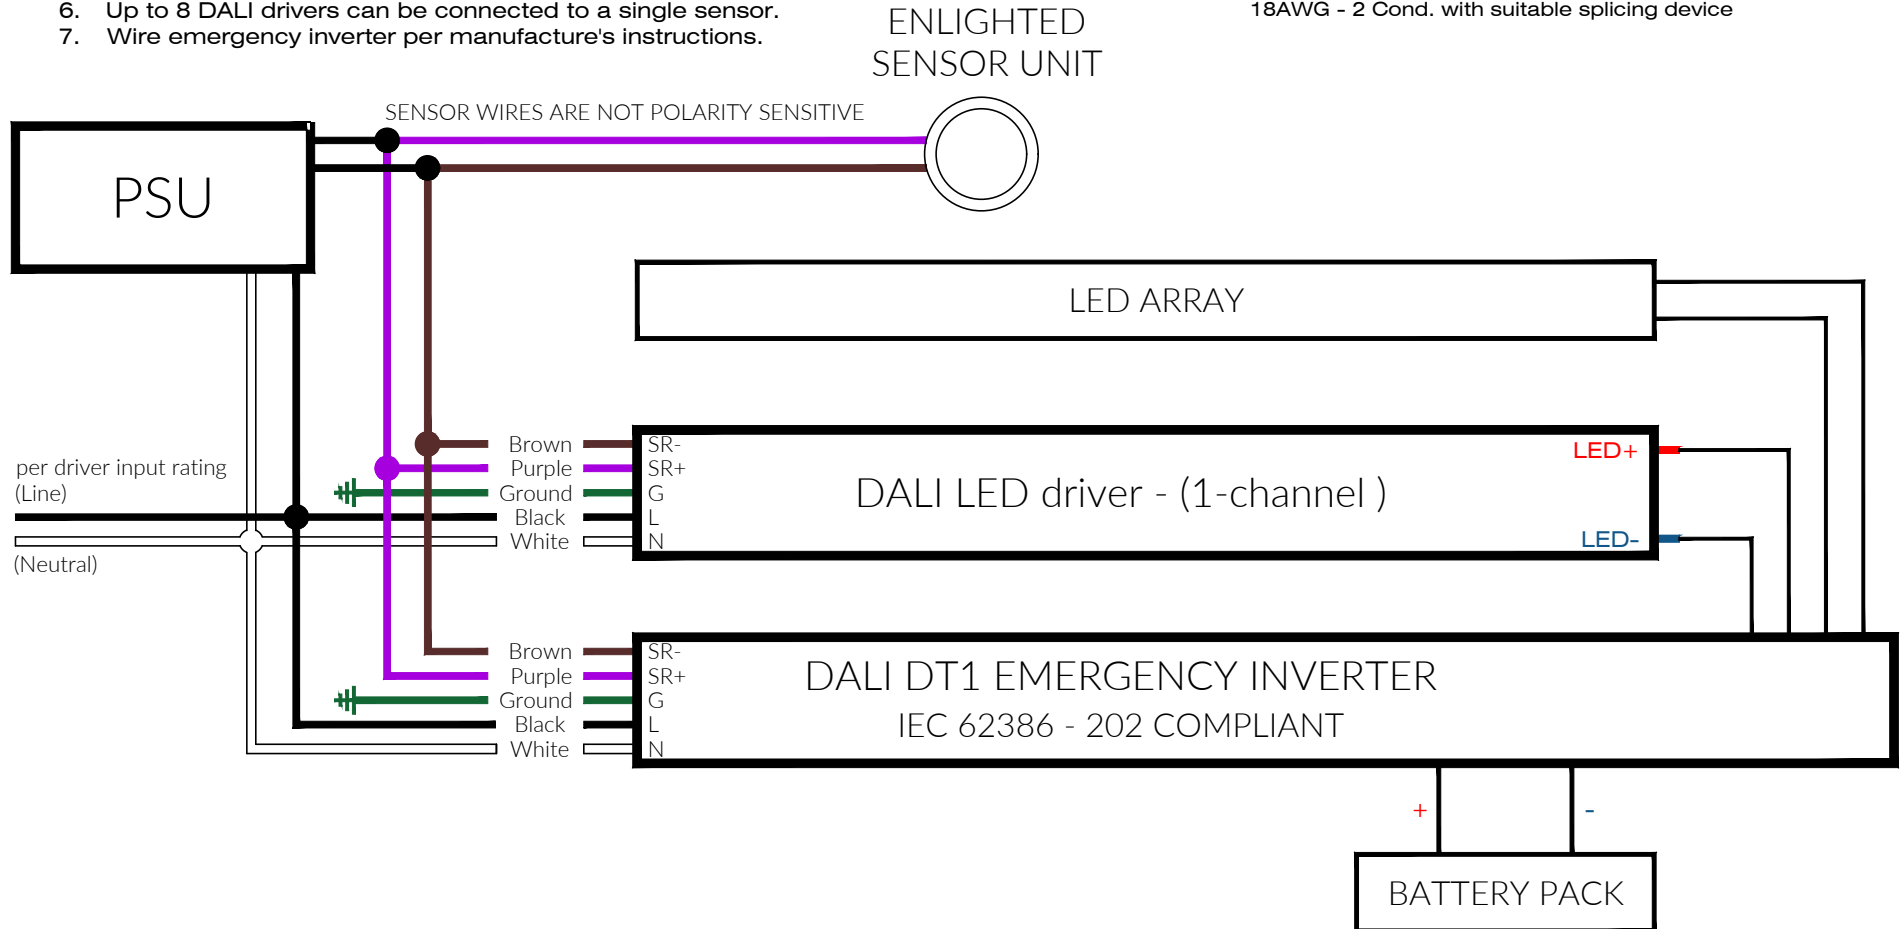 6. Up to 8 DALI drivers can be connected to a single sensor.
7. Wire emergency inverter per manufacture's instructions.
ENLIGHTED
SENSOR UNIT
18AWG - 2 Cond. with suitable splicing device
SENSOR WIRES ARE NOT POLARITY SENSITIVE
PSU
LED ARRAY
per driver input rating
(Line)
(Neutral)
Brown SR-
Purple SR+
Ground G
Black L
White N
DALI LED driver - (1-channel )
LED+
LED-
Brown SR-
Purple SR+
Ground G
Black L
White N
DALI DT1 EMERGENCY INVERTER
IEC 62386 - 202 COMPLIANT
+ -
BATTERY PACK